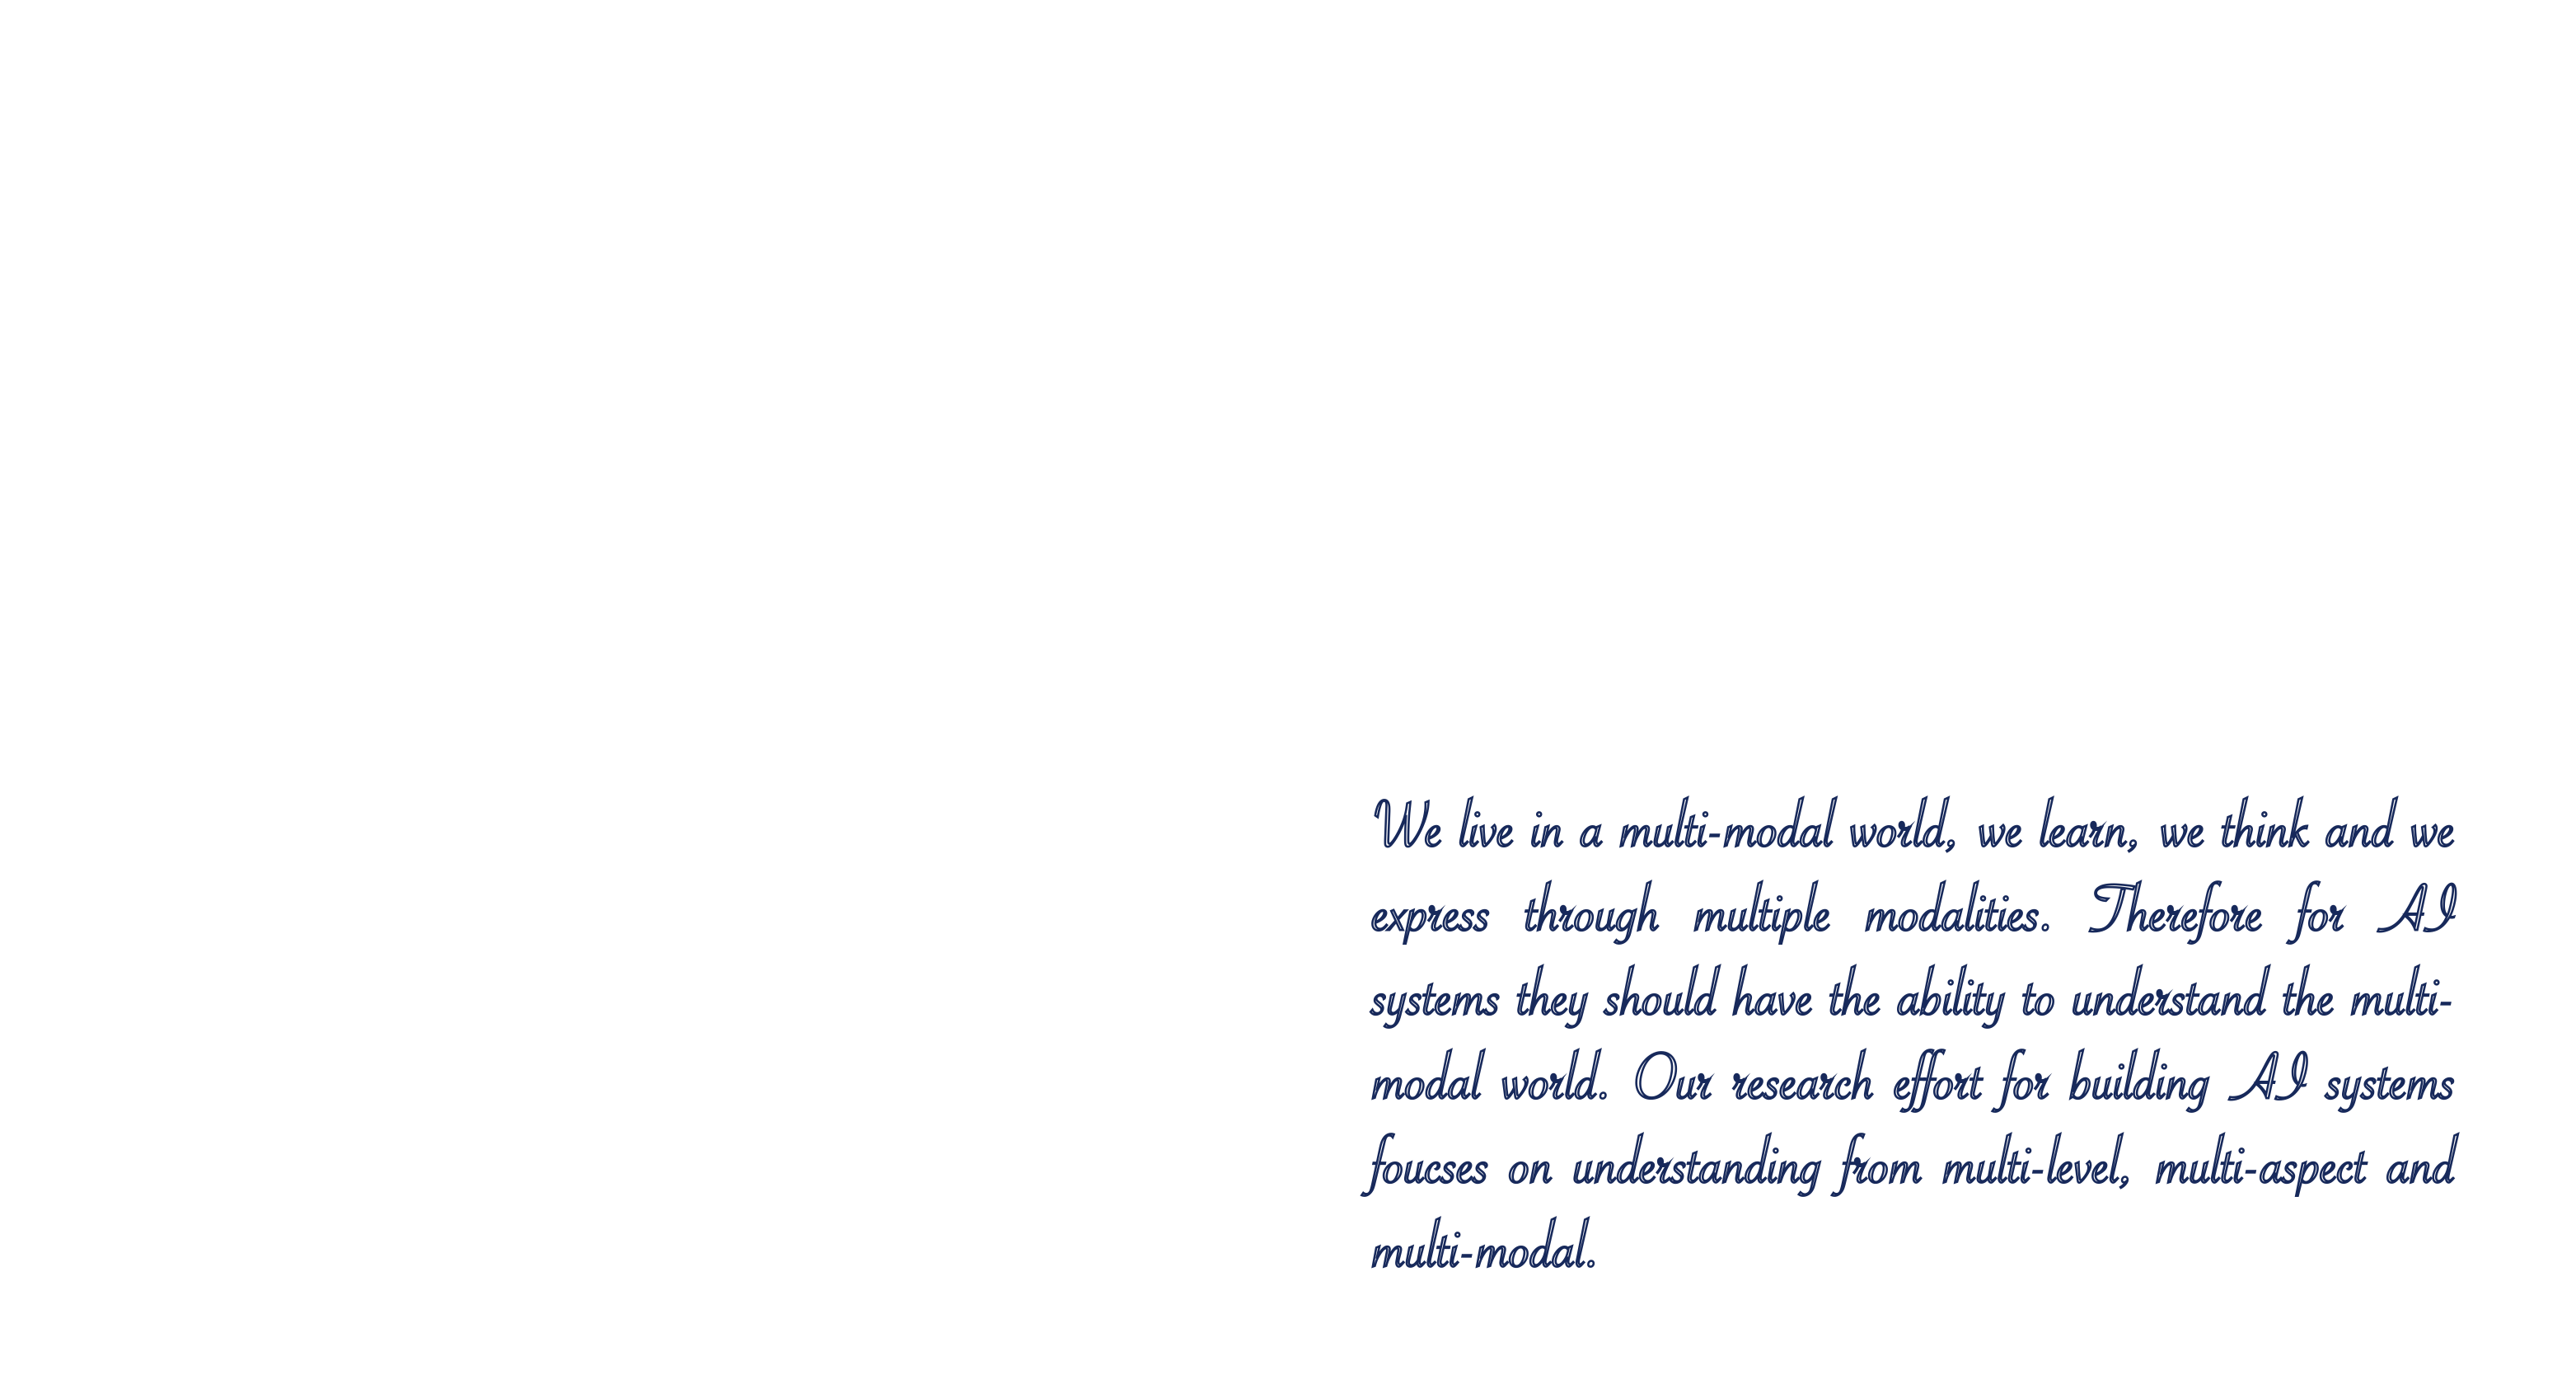 We live in a multi-modal world, we learn, we think and we
express through multiple modalities. Therefore for AI
systems they should have the ability to understand the multi-
modal world. Our research effort for building AI systems
foucses on understanding from multi-level, multi-aspect and
multi-modal.